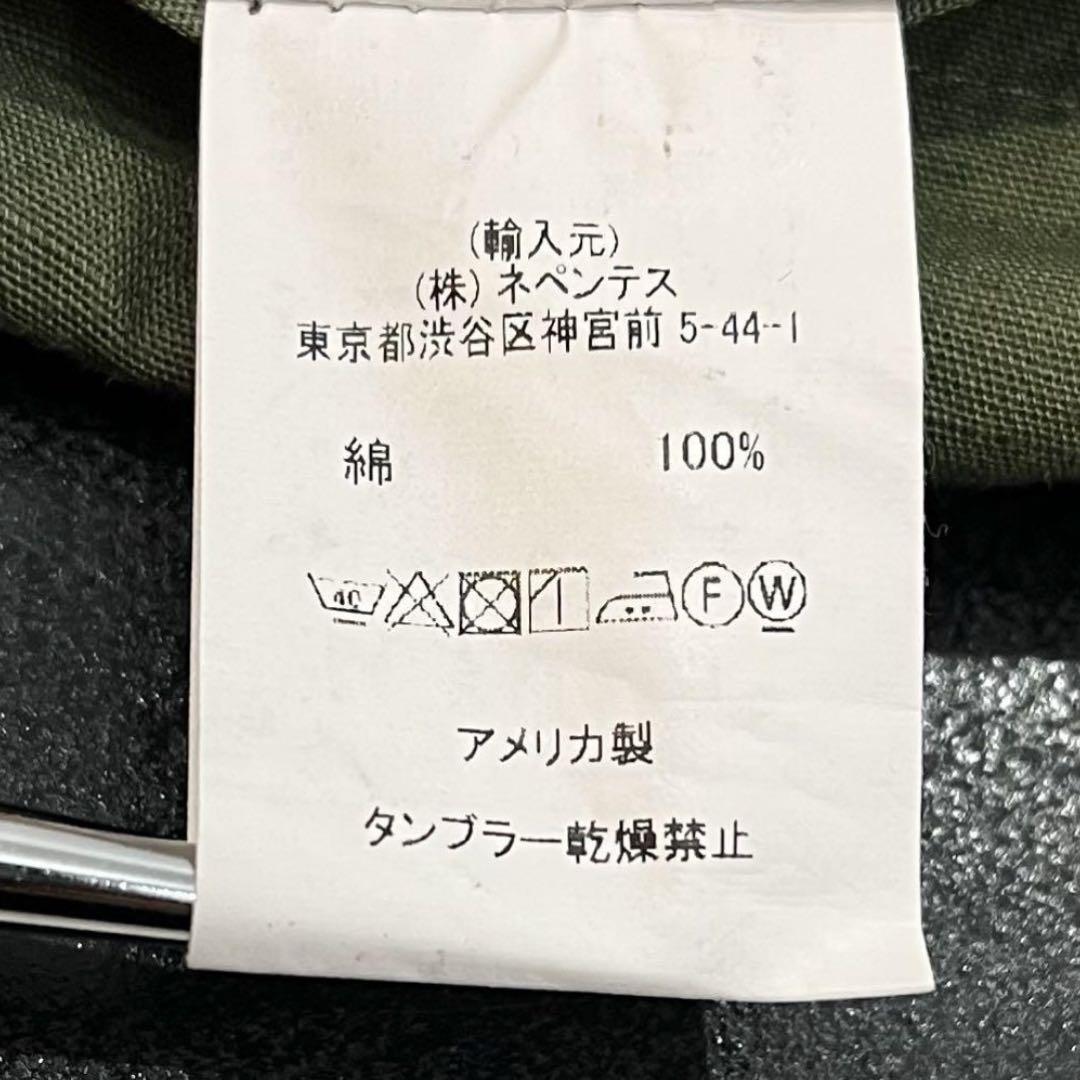 (輸入元)
(株)ネペンテス
東京都渋谷区神宮前 5-44-1
綿 100%
40 F W
アメリカ製
タンブラー乾燥禁止